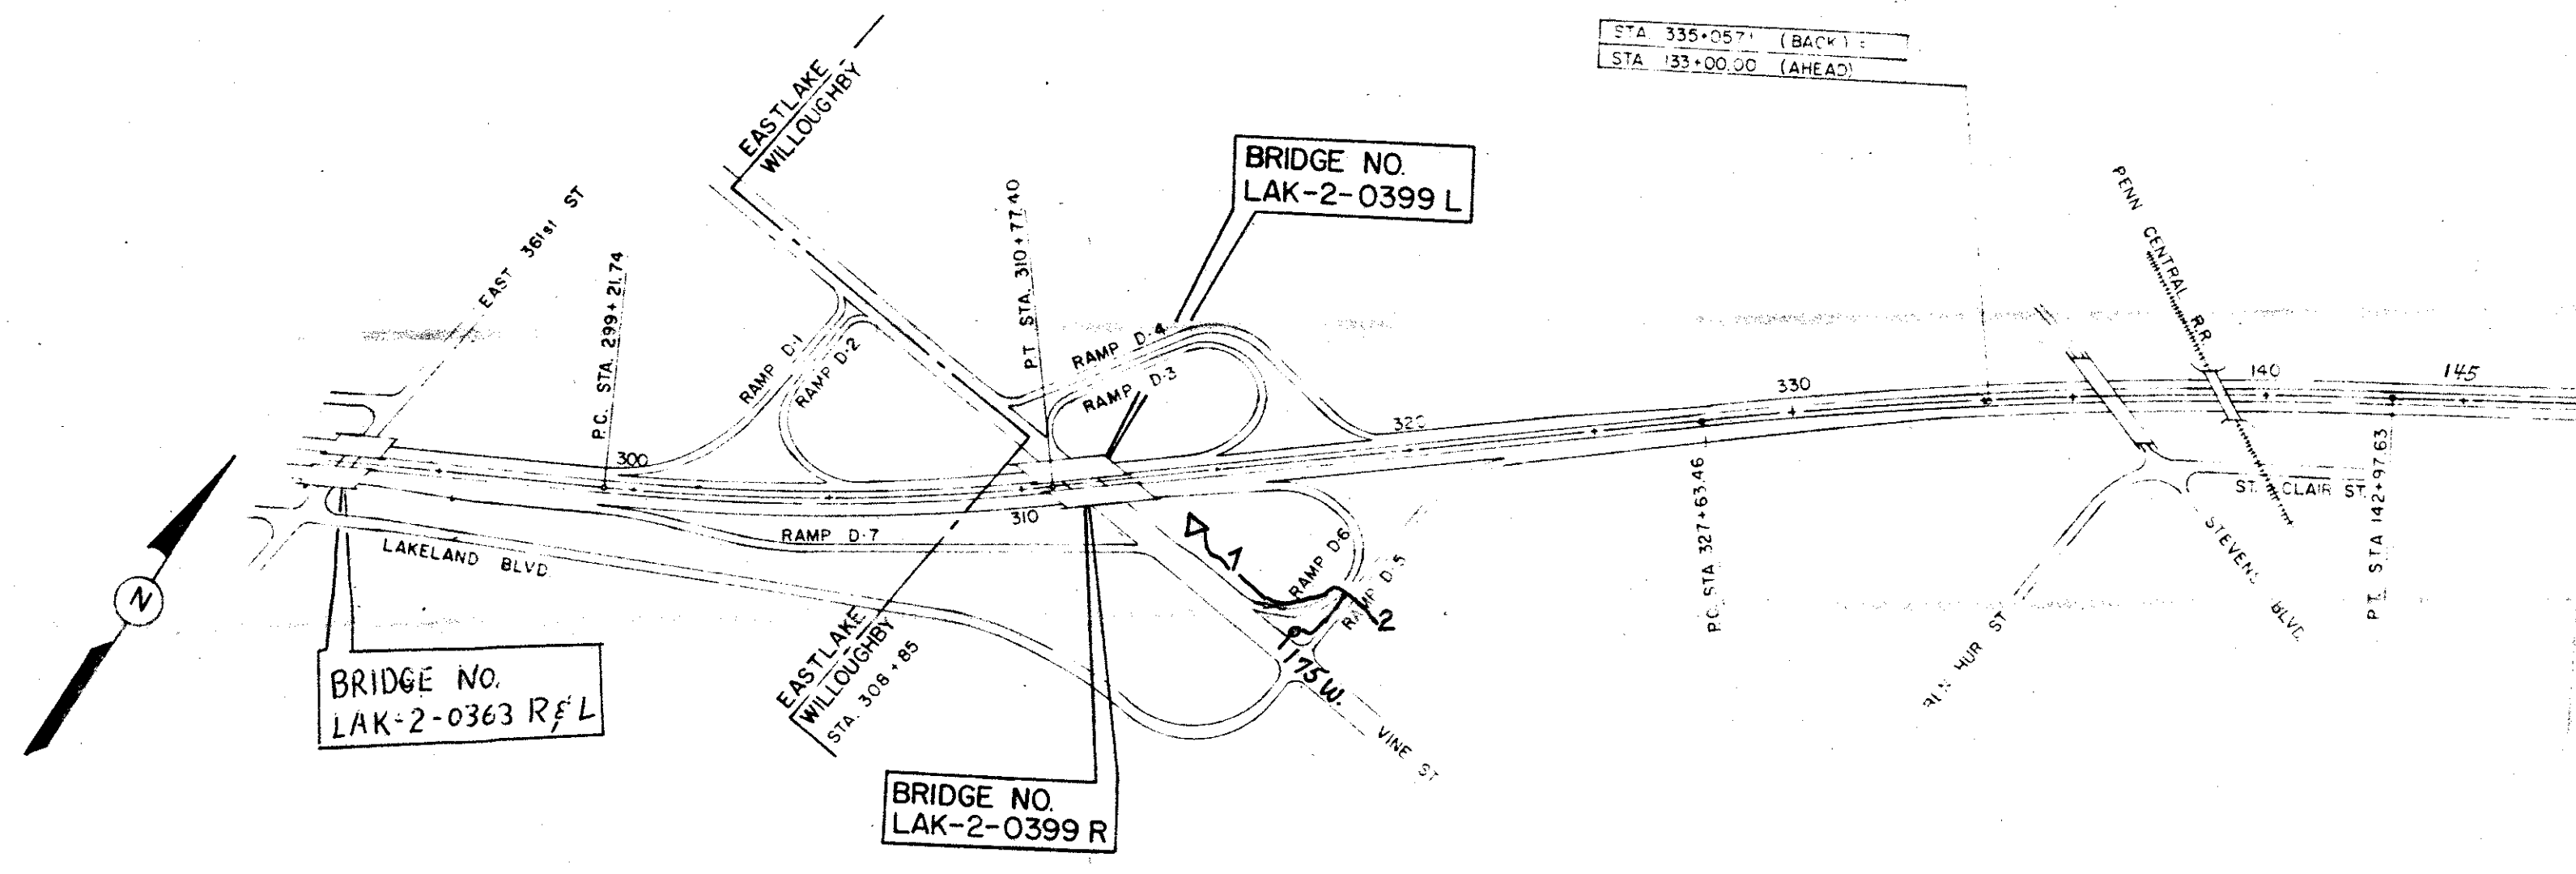 STA. 335+05.71 (BACK) =
STA 133+00.00 (AHEAD)
EASTLAKE
WILLOUGHBY
BRIDGE NO.
LAK-2-0399 L
PENN CENTRAL R.R.
EAST 361st ST
P.C. STA. 299+21.74
P.T. STA. 310+77.40
RAMP D-1
RAMP D-2
RAMP D-4
RAMP D-3
300
310
320
330
140
145
RAMP D-7
LAKELAND BLVD.
RAMP D-6
RAMP D-5
1
2
175W.
VINE ST
P.C. STA 327+63.46
ST. CLAIR ST.
STEVENS BLVD.
HUR ST
P.T. STA 142+97.63
N
EASTLAKE
WILLOUGHBY
STA. 308+85
BRIDGE NO.
LAK-2-0363 R & L
BRIDGE NO.
LAK-2-0399 R